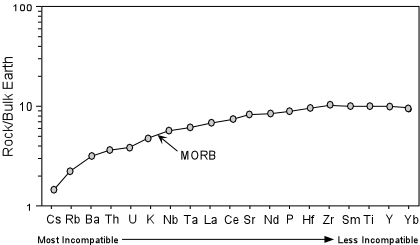 100
10
1
Rock/Bulk Earth
MORB
Cs Rb Ba Th U K Nb Ta La Ce Sr Nd P Hf Zr Sm Ti Y Yb
Most Incompatible Less Incompatible